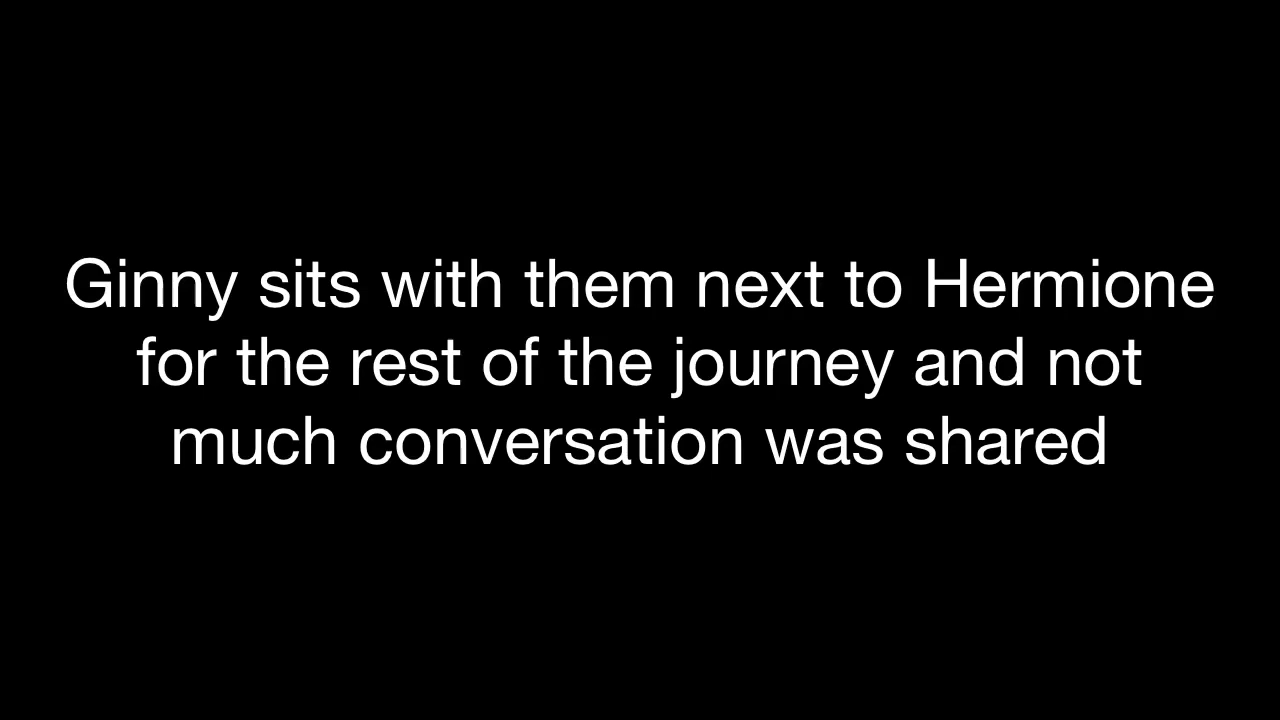 Ginny sits with them next to Hermione
for the rest of the journey and not
much conversation was shared